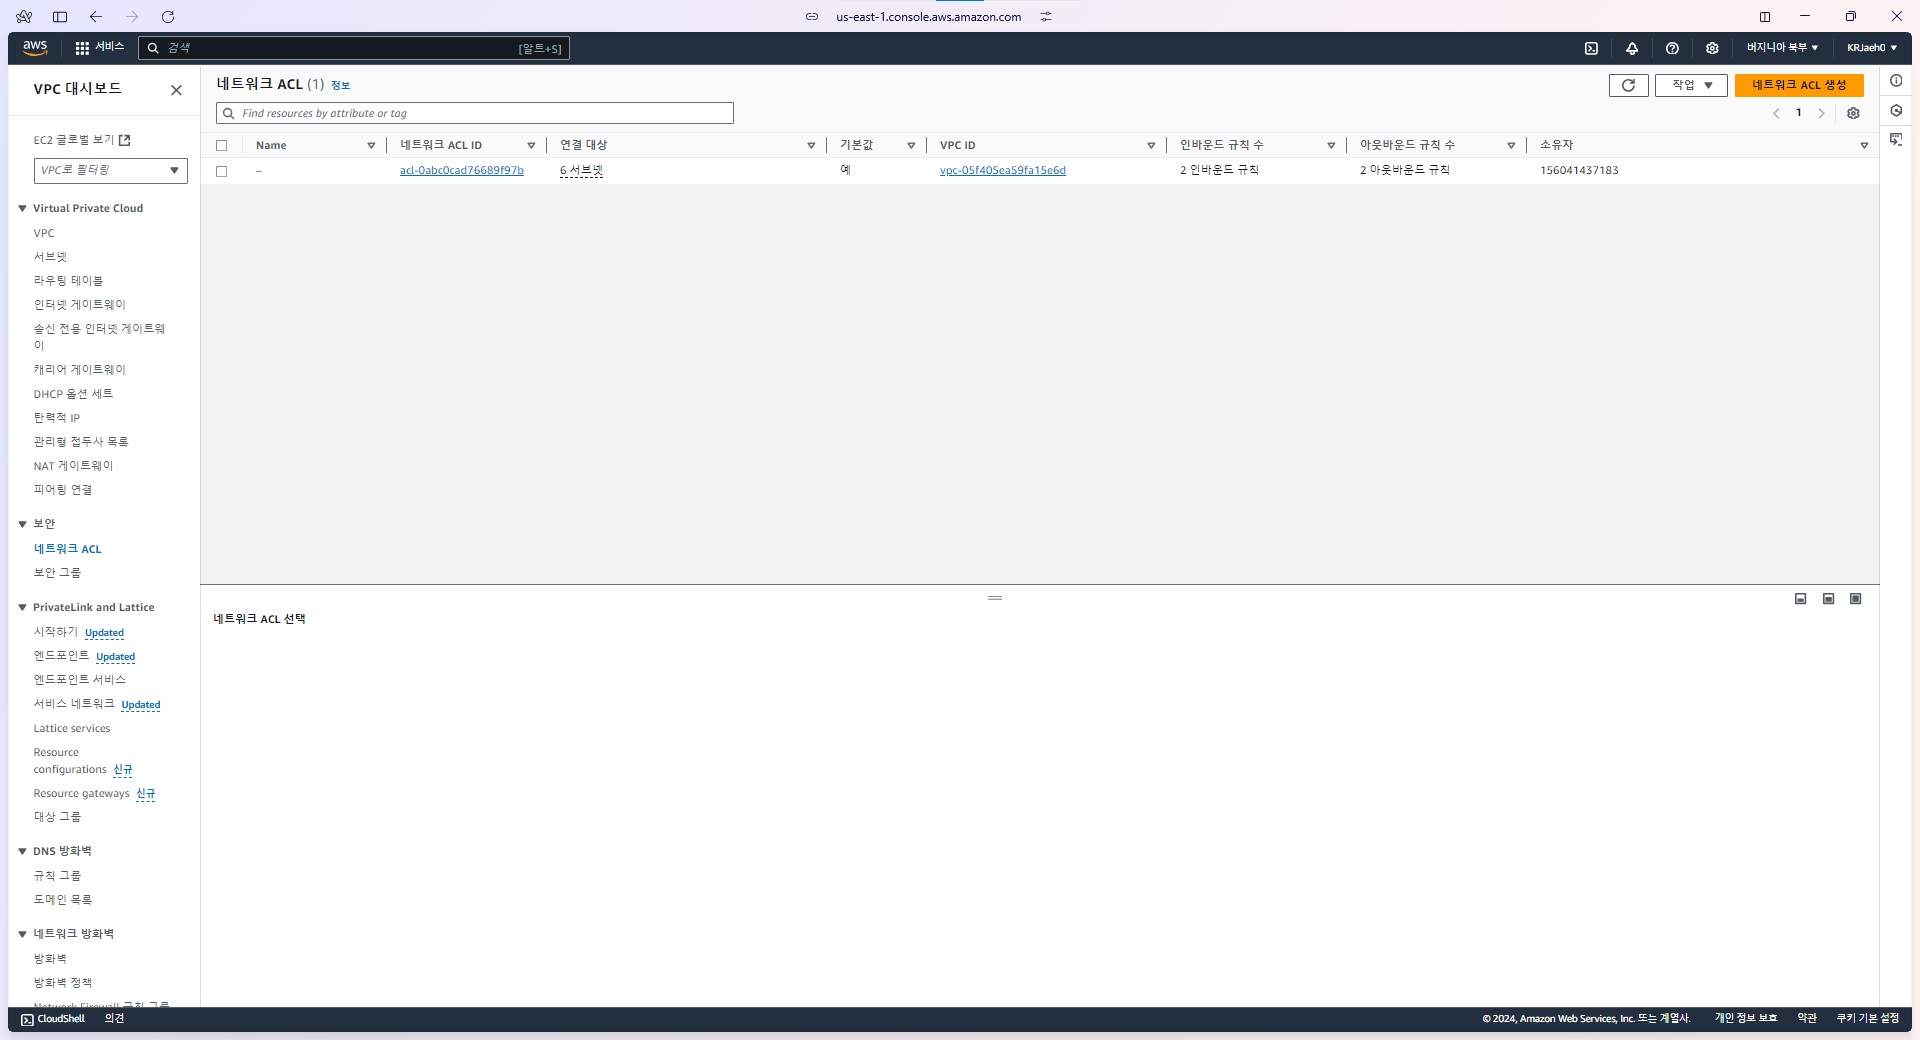 us-east-1.console.aws.amazon.com
aws
서비스
검색
[알트+S]
버지니아 북부
KRJaeh0
VPC 대시보드
EC2 글로벌 보기
VPC로 필터링
Virtual Private Cloud
VPC
서브넷
라우팅 테이블
인터넷 게이트웨이
송신 전용 인터넷 게이트웨
이
캐리어 게이트웨이
DHCP 옵션 세트
탄력적 IP
관리형 접두사 목록
NAT 게이트웨이
피어링 연결
보안
네트워크 ACL
보안 그룹
PrivateLink and Lattice
시작하기 Updated
엔드포인트 Updated
엔드포인트 서비스
서비스 네트워크 Updated
Lattice services
Resource
configurations 신규
Resource gateways 신규
대상 그룹
DNS 방화벽
규칙 그룹
도메인 목록
네트워크 방화벽
방화벽
방화벽 정책
Network Firewall 규칙 그룹
네트워크 ACL (1) 정보
작업
네트워크 ACL 생성
Find resources by attribute or tag
1
Name 네트워크 ACL ID 연결 대상 기본값 VPC ID 인바운드 규칙 수 아웃바운드 규칙 수 소유자
– acl-0abc0cad76689f97b 6 서브넷 예 vpc-05f405ea59fa15e6d 2 인바운드 규칙 2 아웃바운드 규칙 156041437183
네트워크 ACL 선택
CloudShell 의견
© 2024, Amazon Web Services, Inc. 또는 계열사. 개인 정보 보호 약관 쿠키 기본 설정